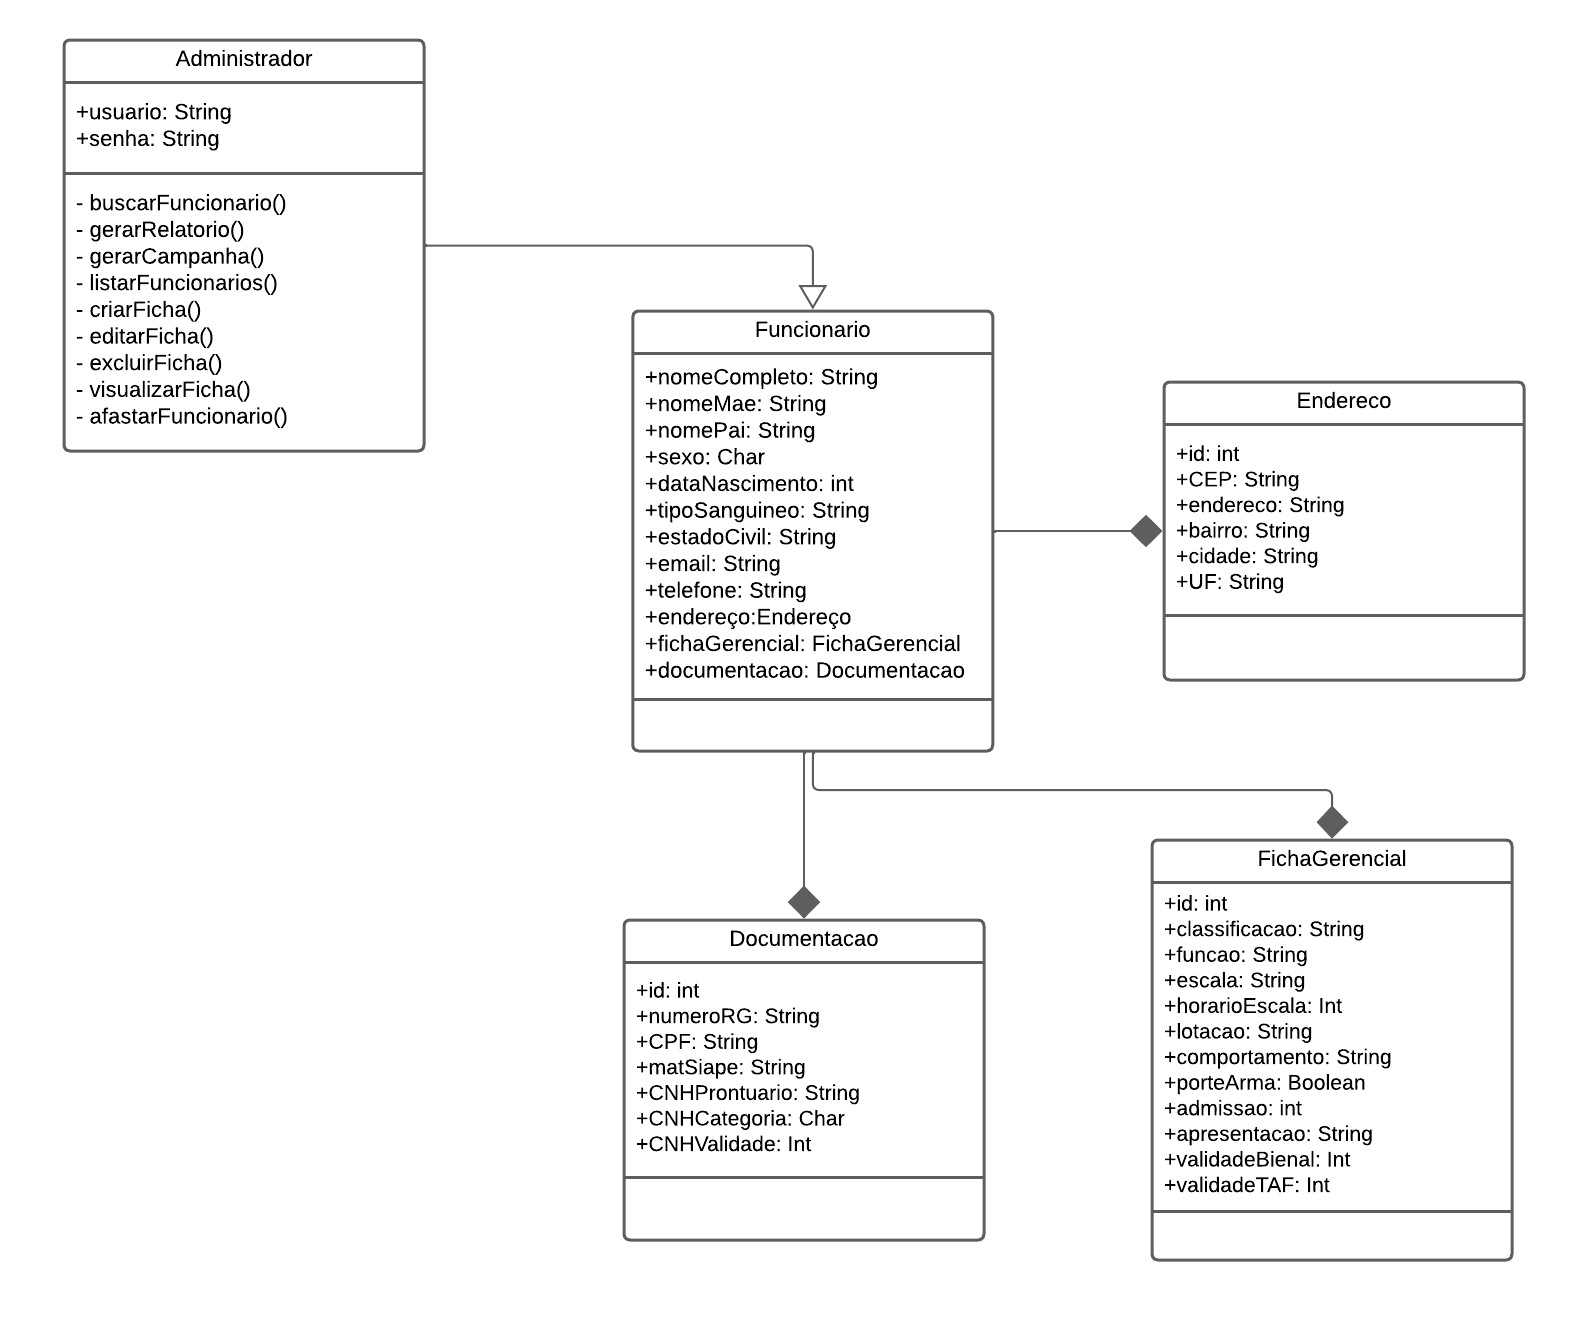 Administrador
+usuario: String
+senha: String
- buscarFuncionario()
- gerarRelatorio()
- gerarCampanha()
- listarFuncionarios()
- criarFicha()
- editarFicha()
- excluirFicha()
- visualizarFicha()
- afastarFuncionario()
Funcionario
+nomeCompleto: String
+nomeMae: String
+nomePai: String
+sexo: Char
+dataNascimento: int
+tipoSanguineo: String
+estadoCivil: String
+email: String
+telefone: String
+endereço:Endereço
+fichaGerencial: FichaGerencial
+documentacao: Documentacao
Endereco
+id: int
+CEP: String
+endereco: String
+bairro: String
+cidade: String
+UF: String
Documentacao
+id: int
+numeroRG: String
+CPF: String
+matSiape: String
+CNHProntuario: String
+CNHCategoria: Char
+CNHValidade: Int
FichaGerencial
+id: int
+classificacao: String
+funcao: String
+escala: String
+horarioEscala: Int
+lotacao: String
+comportamento: String
+porteArma: Boolean
+admissao: int
+apresentacao: String
+validadeBienal: Int
+validadeTAF: Int